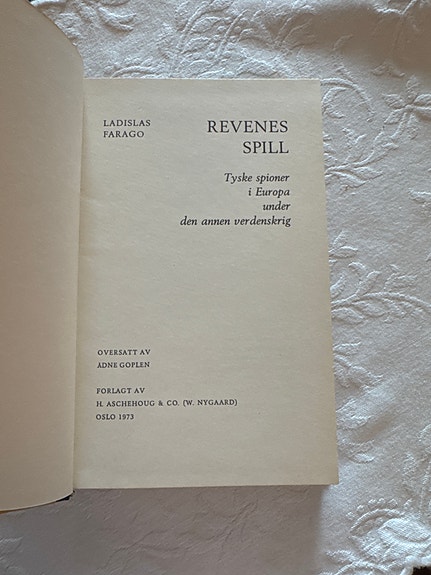 LADISLAS
FARAGO
REVENES
SPILL
Tyske spioner
i Europa
under
den annen verdenskrig
OVERSATT AV
ÅDNE GOPLEN
FORLAGT AV
H. ASCHEHOUG & CO. (W. NYGAARD)
OSLO 1973